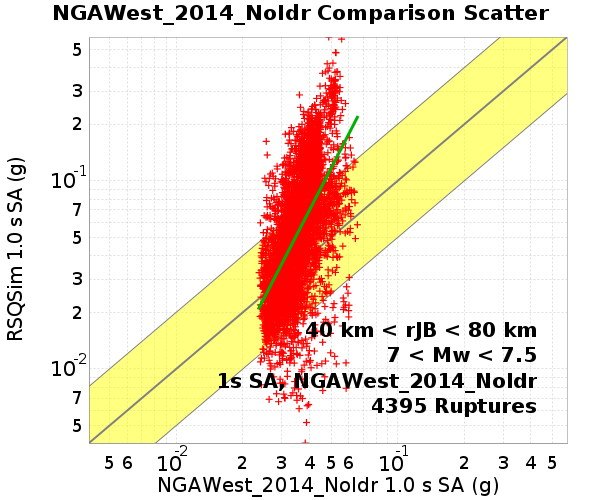 NGAWest_2014_NoIdr Comparison Scatter
RSQSim 1.0 s SA (g)
5
3
2
10-1
7
5
3
2
10-2
7
5
40 km < rJB < 80 km
7 < Mw < 7.5
1s SA, NGAWest_2014_NoIdr
4395 Ruptures
5 6 10-2 2 3 4 5 6 10-1 2 3 4 5
NGAWest_2014_NoIdr 1.0 s SA (g)